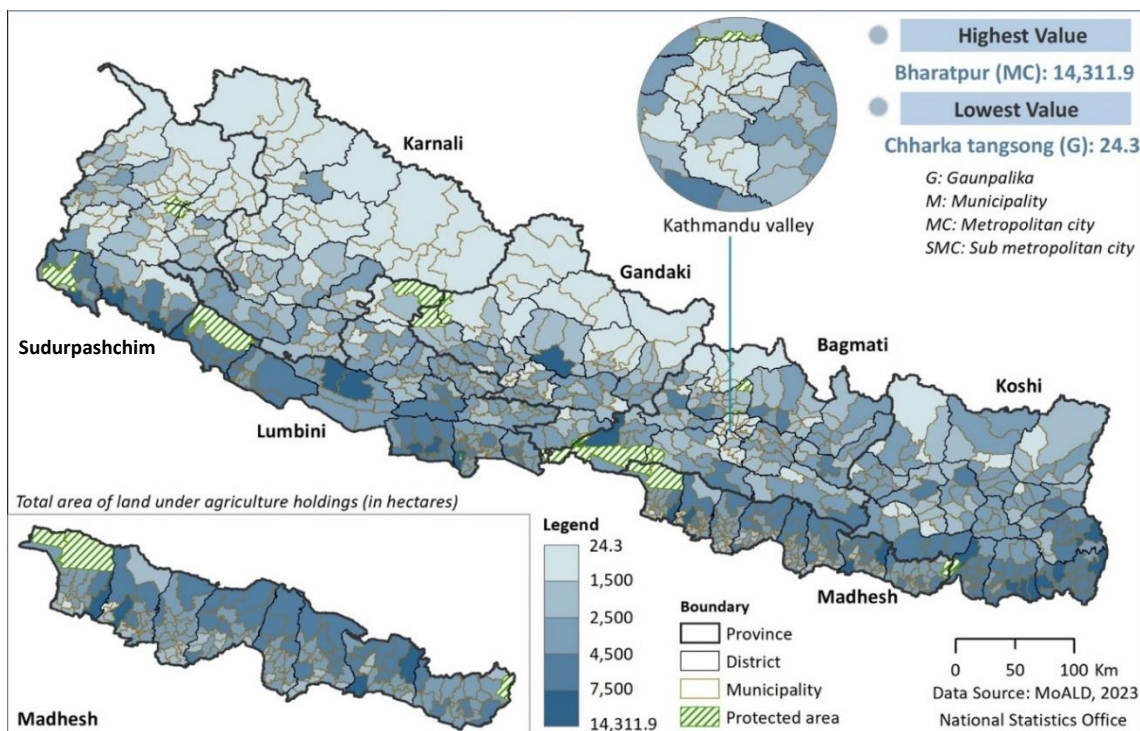 Highest Value
Bharatpur (MC): 14,311.9
Lowest Value
Chharka tangsong (G): 24.3
G: Gaunpalika
M: Municipality
MC: Metropolitan city
SMC: Sub metropolitan city
Karnali
Kathmandu valley
Gandaki
Sudurpashchim
Bagmati
Koshi
Lumbini
Madhesh
Total area of land under agriculture holdings (in hectares)
Madhesh
Legend
24.3
1,500
2,500
4,500
7,500
14,311.9
Boundary
Province
District
Municipality
Protected area
0 50 100 Km
Data Source: MoALD, 2023
National Statistics Office